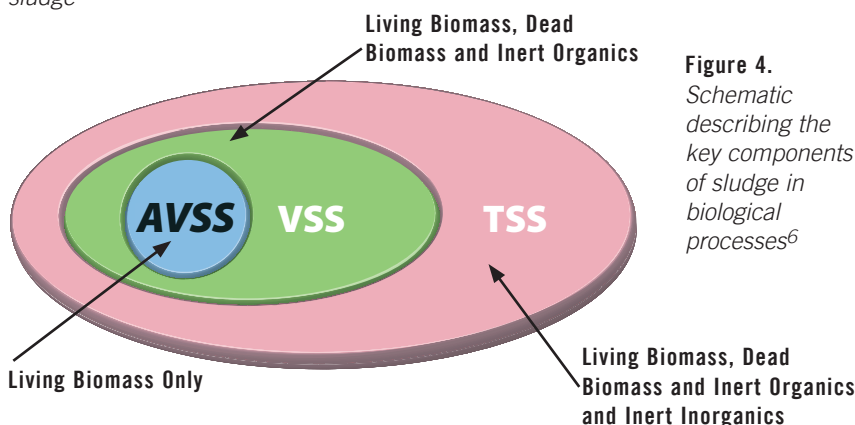 sludge
Living Biomass, Dead
Biomass and Inert Organics
Figure 4.
Schematic
describing the
key components
of sludge in
biological
processes6
AVSS
VSS
TSS
Living Biomass Only
Living Biomass, Dead
Biomass and Inert Organics
and Inert Inorganics